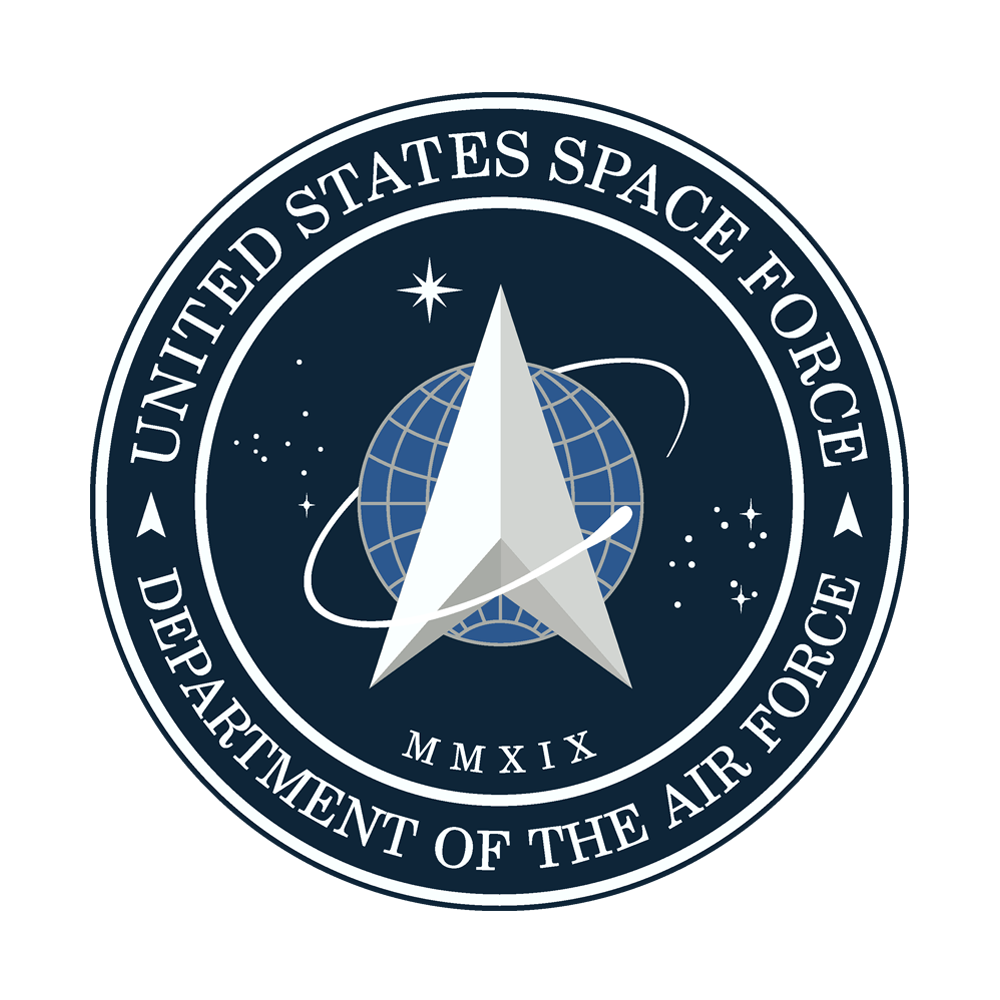 UNITED STATES SPACE FORCE
MMXIX
DEPARTMENT OF THE AIR FORCE